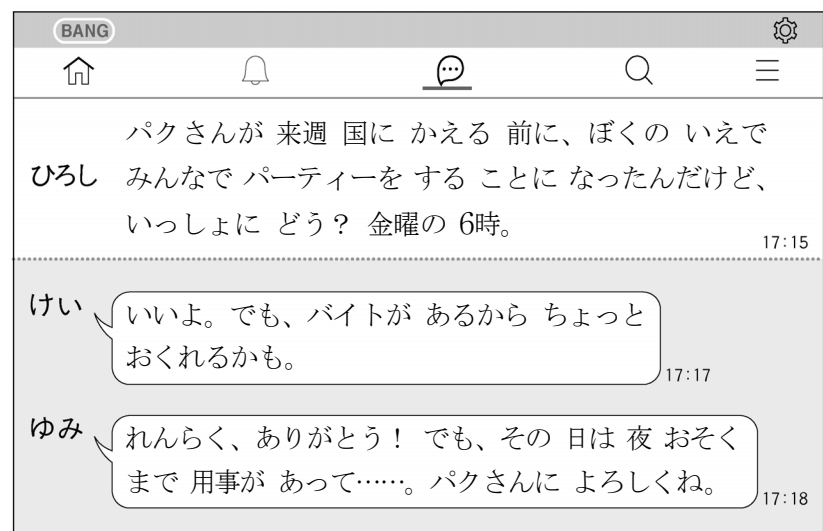 BANG
パクさんが 来週 国に かえる 前に、ぼくの いえで
ひろし みんなで パーティーを する ことに なったんだけど、
いっしょに どう？ 金曜の 6時。
17:15
けい
いいよ。でも、バイトが あるから ちょっと
おくれるかも。
17:17
ゆみ
れんらく、ありがとう！ でも、その 日は 夜 おそく
まで 用事が あって……。パクさんに よろしくね。
17:18